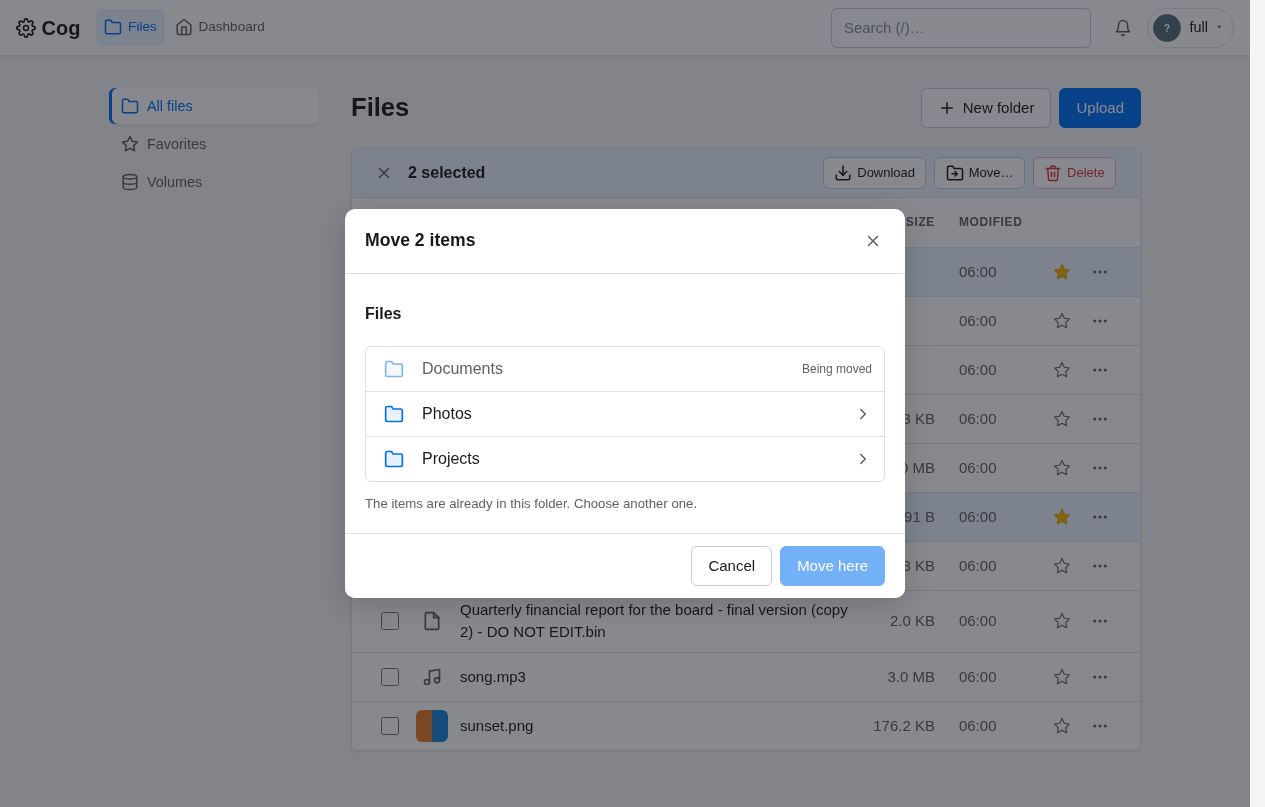 Cog
Files
Dashboard
Search (/)…
?
full
All files
Favorites
Volumes
Files
New folder
Upload
2 selected
Download
Move…
Delete
SIZE
MODIFIED
Move 2 items
Files
Documents
Being moved
Photos
Projects
The items are already in this folder. Choose another one.
Cancel
Move here
06:00
06:00
06:00
KB 06:00
MB 06:00
91 B 06:00
KB 06:00
Quarterly financial report for the board - final version (copy
2) - DO NOT EDIT.bin
2.0 KB 06:00
song.mp3 3.0 MB 06:00
sunset.png 176.2 KB 06:00